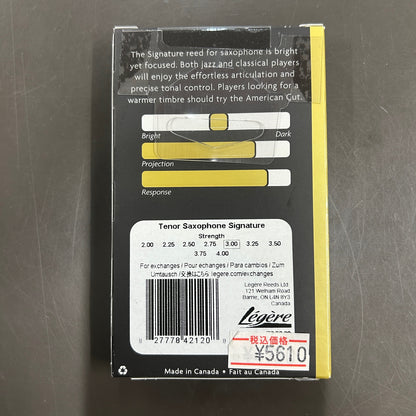 The Signature reed for saxophone is bright
yet focused. Both jazz and classical players
will enjoy the effortless articulation and
precise tonal control. Players looking for a
warmer timbre should try the American Cut.
Bright
Dark
Projection
Response
Tenor Saxophone Signature
Strength
2.00 2.25 2.50 2.75 3.00 3.25 3.50
3.75 4.00
For exchanges / Pour echanges / Para cambios / Zum
Umtausch /交換はこちら legere.com/exchanges
Légère Reeds Ltd.
121 Welham Road
Barrie, ON L4N 8Y3
Canada
Légère
27778 42120
税込価格
¥5610
Made in Canada • Fait au Canada